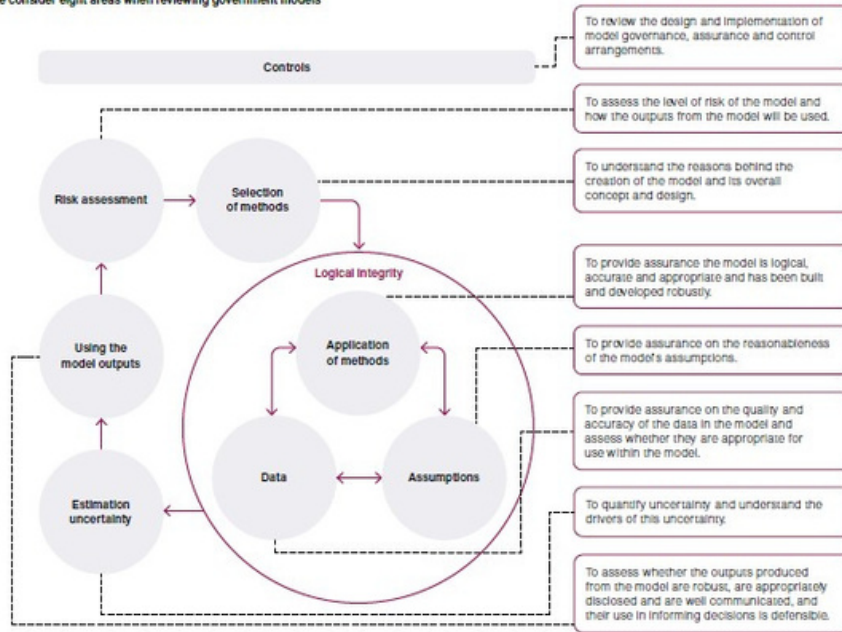 consider eight areas when reviewing government models
Controls
To review the design and implementation of
model governance, assurance and control
arrangements.
To assess the level of risk of the model and
how the outputs from the model will be used.
Risk assessment
Selection
of methods
To understand the reasons behind the
creation of the model and its overall
concept and design.
Logical integrity
To provide assurance the model is logical,
accurate and appropriate and has been built
and developed robustly.
Using the
model outputs
Application
of methods
To provide assurance on the reasonableness
of the model's assumptions.
To provide assurance on the quality and
accuracy of the data in the model and
assess whether they are appropriate for
use within the model.
Data
Assumptions
Estimation
uncertainty
To quantify uncertainty and understand the
drivers of this uncertainty.
To assess whether the outputs produced
from the model are robust, are appropriately
disclosed and are well communicated, and
their use in informing decisions is defensible.